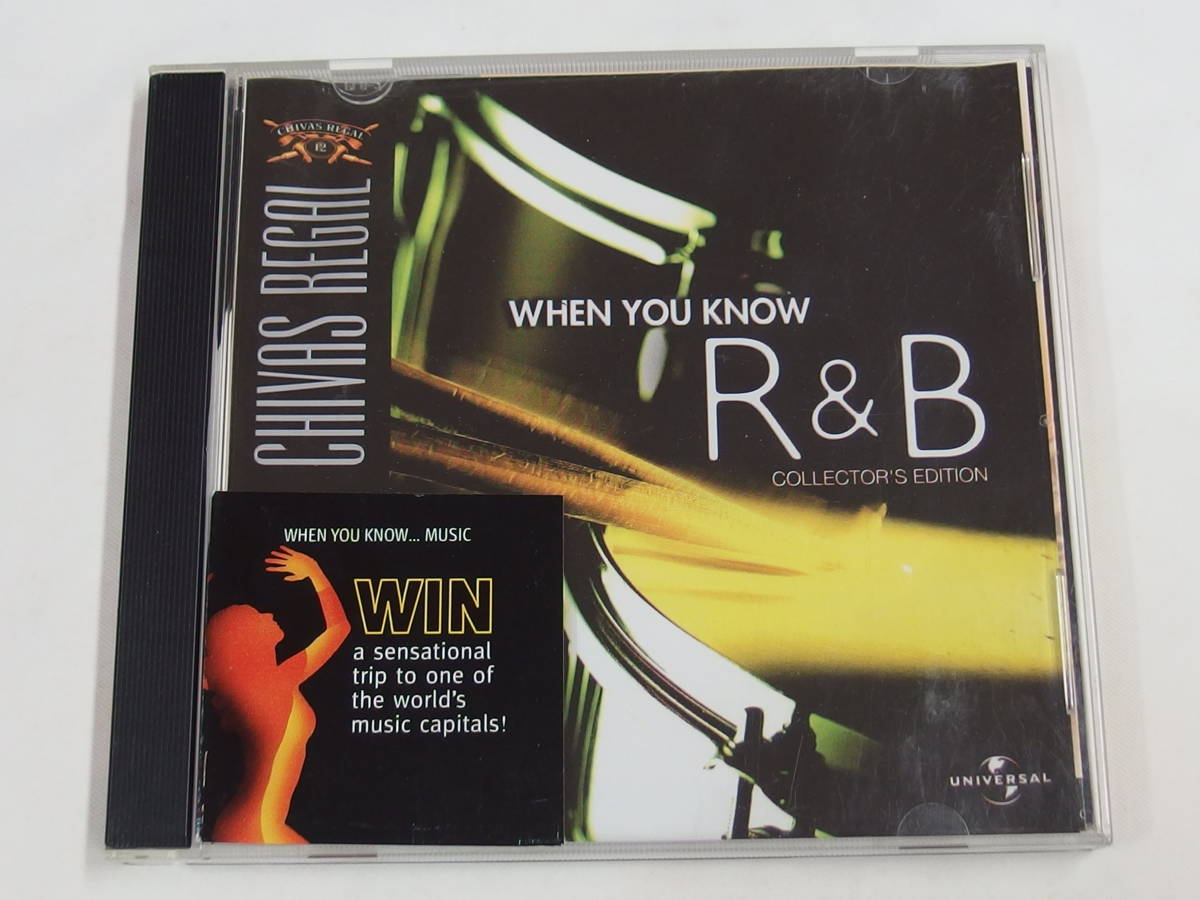 CHIVAS REGAL
12
CHIVAS REGAL
WHEN YOU KNOW
R & B
COLLECTOR'S EDITION
WHEN YOU KNOW... MUSIC
WIN
a sensational
trip to one of
the world's
music capitals!
UNIVERSAL